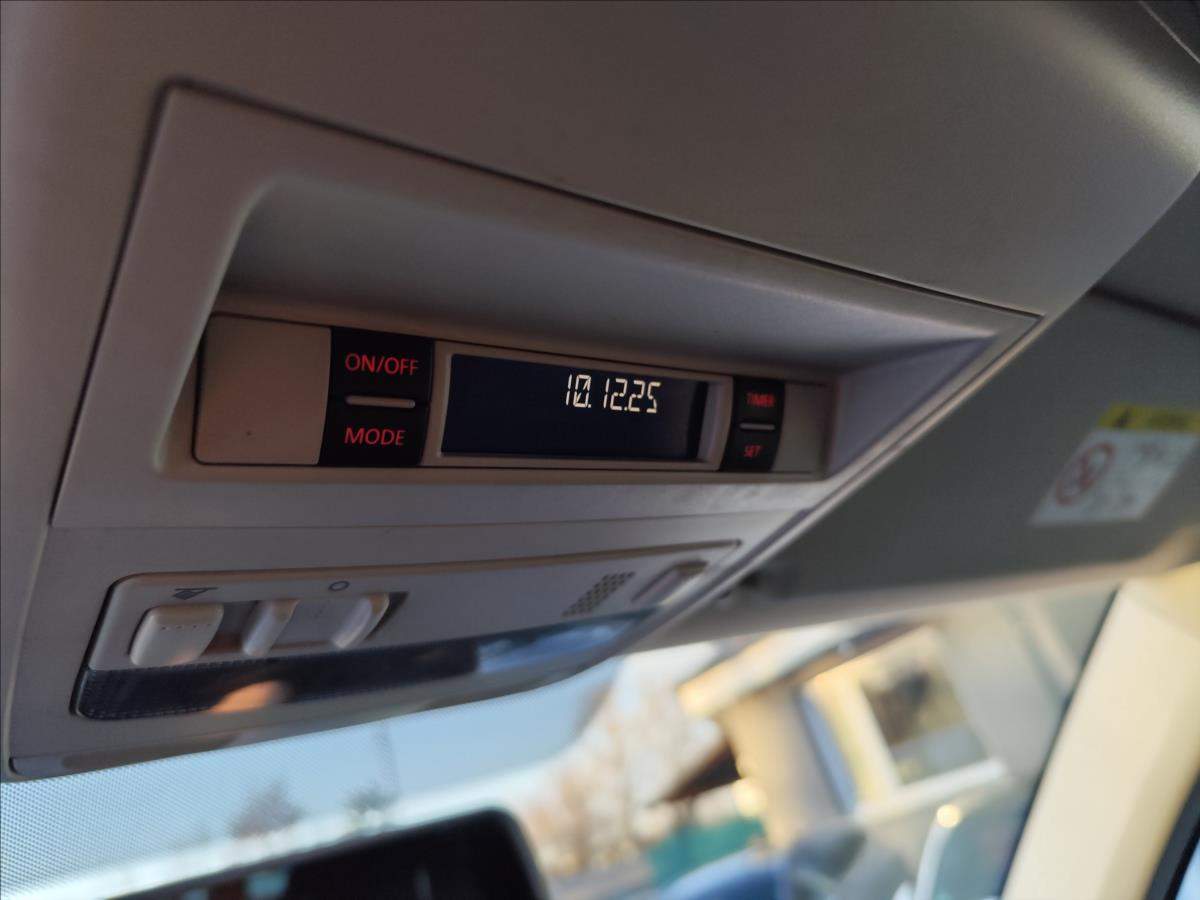 ON/OFF
MODE
10.12.25
TIMER
SET